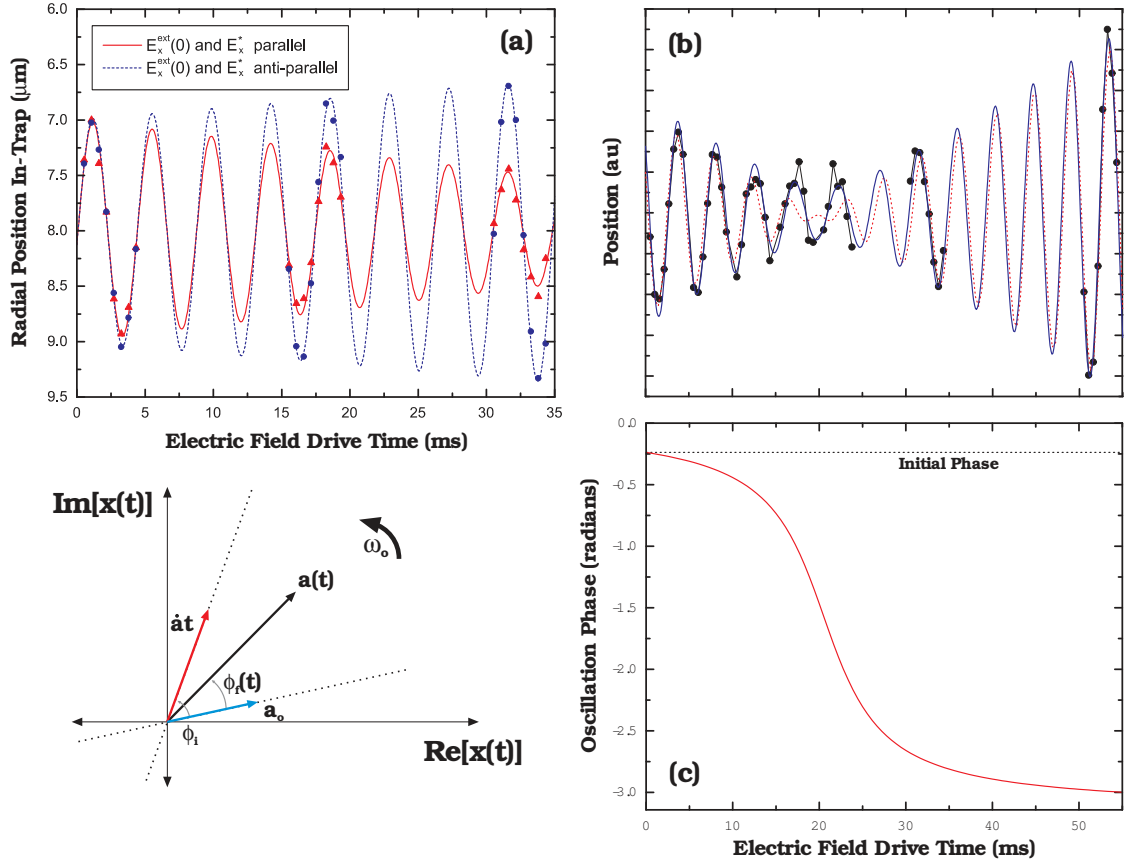 (a)
E_x^ext(0) and E_x^* parallel
E_x^ext(0) and E_x^* anti-parallel
Radial Position In-Trap (μm)
6.0
6.5
7.0
7.5
8.0
8.5
9.0
9.5
0 5 10 15 20 25 30 35
Electric Field Drive Time (ms)
(b)
Position (au)
Im[x(t)]
ω_o
a(t)
ȧt
ϕ_f(t)
a_o
ϕ_i
Re[x(t)]
Initial Phase
Oscillation Phase (radians)
0.0
-0.5
-1.0
-1.5
-2.0
-2.5
-3.0
(c)
0 10 20 30 40 50
Electric Field Drive Time (ms)